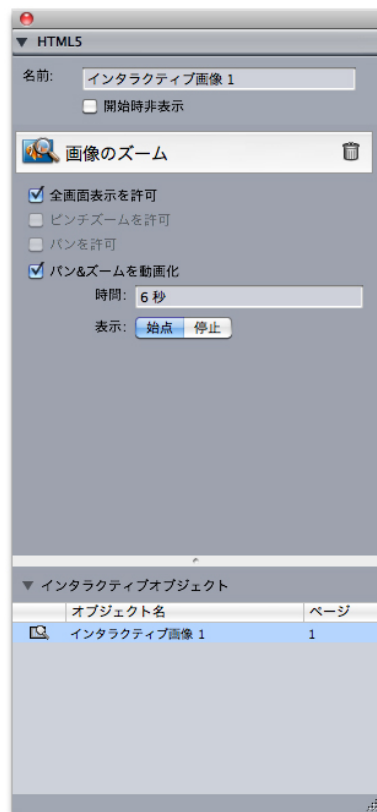 HTML5
名前: インタラクティブ画像 1
開始時非表示
画像のズーム
全画面表示を許可
ピンチズームを許可
パンを許可
パン&ズームを動画化
時間: 6 秒
表示: 始点 停止
インタラクティブオブジェクト
オブジェクト名 ページ
インタラクティブ画像 1 1